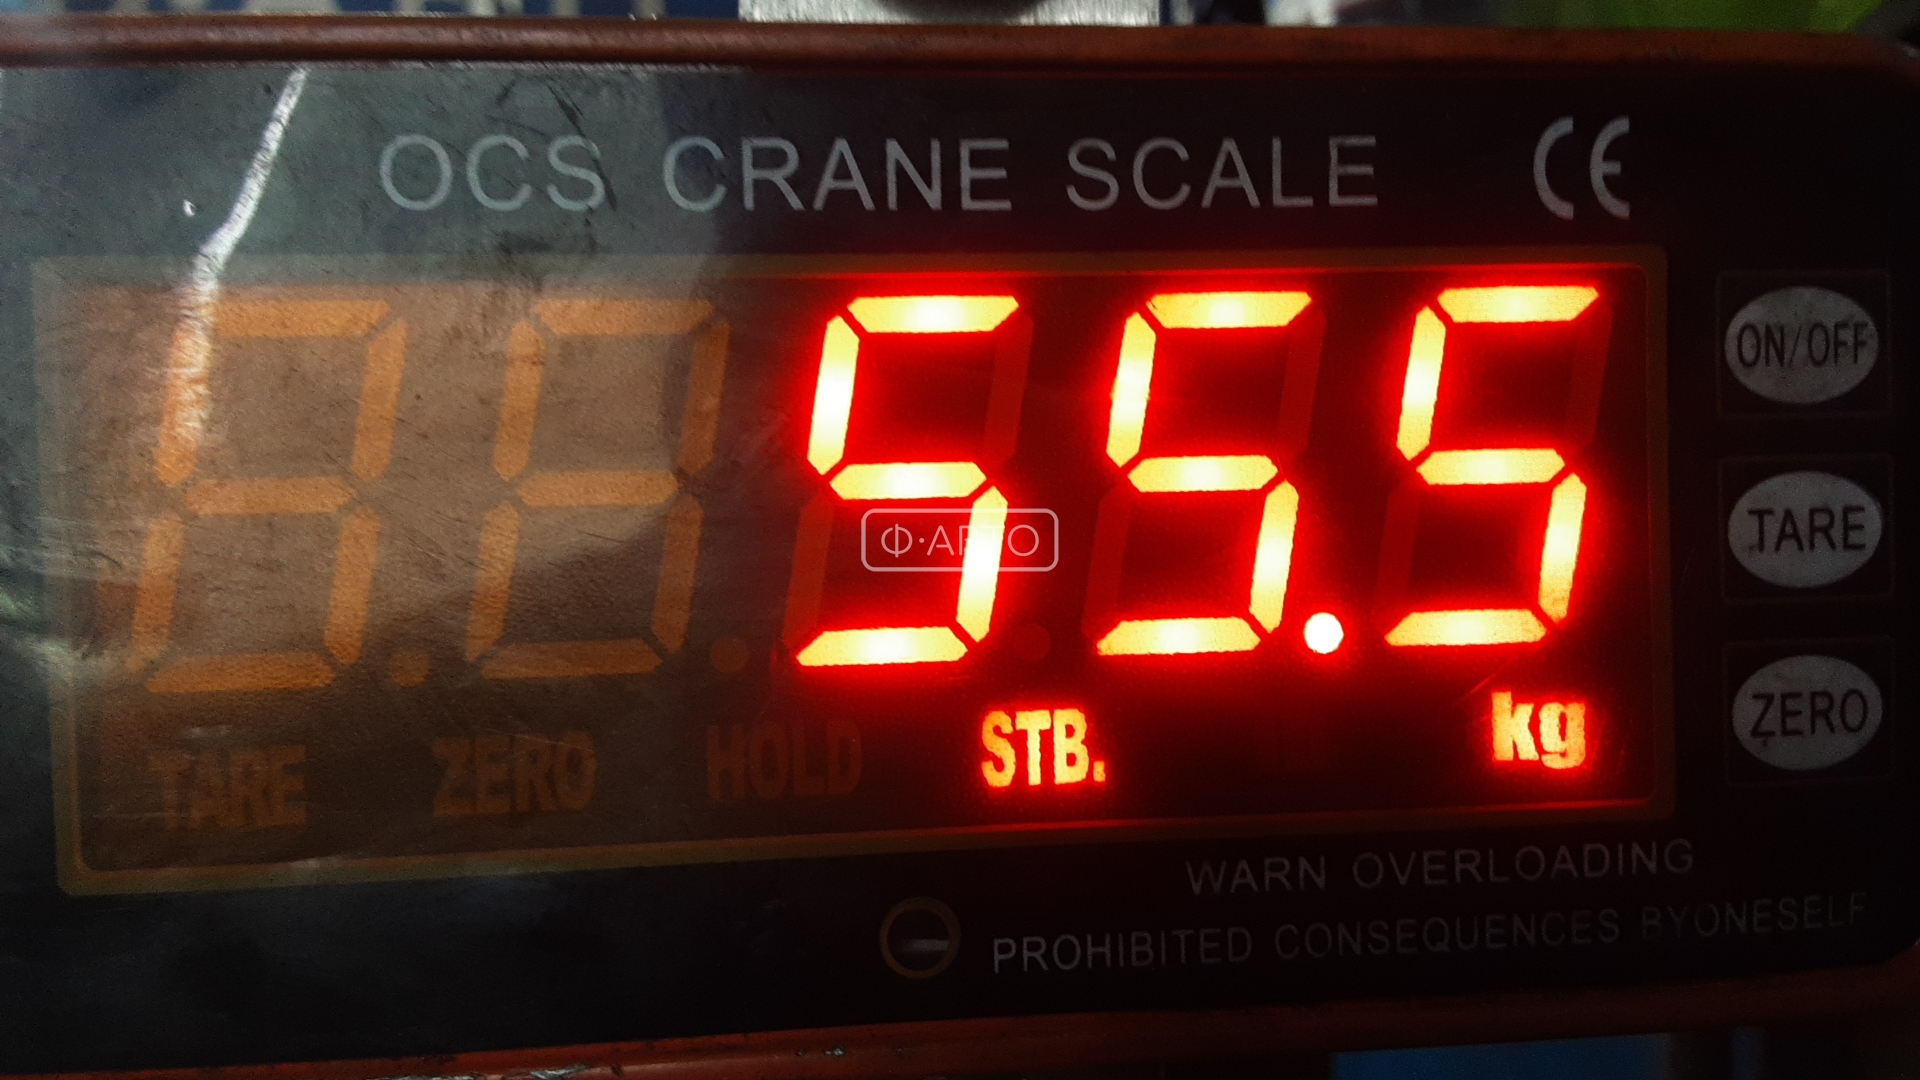 OCS CRANE SCALE CE
55.5
ON/OFF
TARE
ZERO
TARE ZERO HOLD STB. kg
WARN OVERLOADING
PROHIBITED CONSEQUENCES BYONESELF